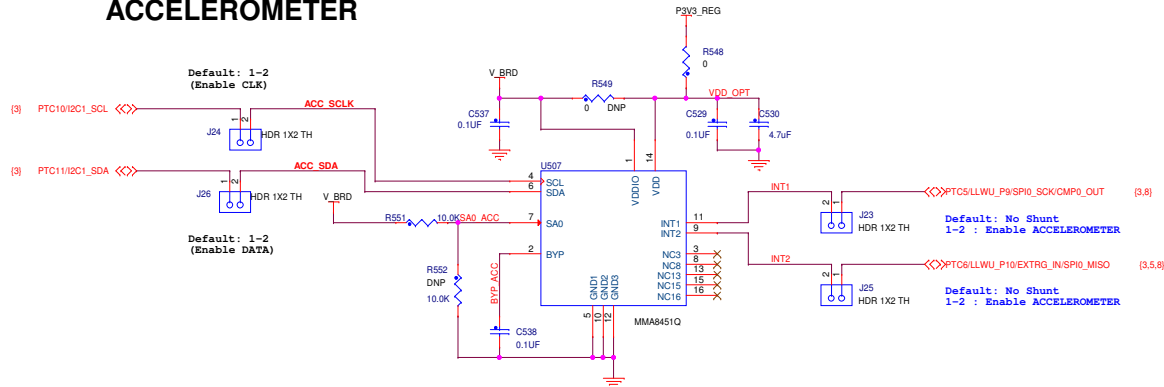 ACCELEROMETER
P3V3_REG
R548
0
Default: 1-2
(Enable CLK)
V_BRD
R549
0
DNP
VDD_OPT
{3}
PTC10/I2C1_SCL
1
2
ACC_SCLK
J24
HDR 1X2 TH
C537
0.1UF
C529
0.1UF
C530
4.7uF
{3}
PTC11/I2C1_SDA
1
2
ACC_SDA
J26
HDR 1X2 TH
Default: 1-2
(Enable DATA)
V_BRD
R551
10.0K
SA0_ACC
R552
DNP
10.0K
BYP_ACC
C538
0.1UF
U507
1
14
VDDIO
VDD
4
SCL
6
SDA
7
SA0
2
BYP
INT1
11
INT2
9
NC3
3
NC8
8
NC13
13
NC15
15
NC16
16
GND1
GND2
GND3
5
10
12
MMA8451Q
INT1
2
1
PTC5/LLWU_P9/SPI0_SCK/CMP0_OUT
{3,8}
J23
HDR 1X2 TH
Default: No Shunt
1-2 : Enable ACCELEROMETER
INT2
2
1
PTC6/LLWU_P10/EXTRG_IN/SPI0_MISO
{3,5,8}
J25
HDR 1X2 TH
Default: No Shunt
1-2 : Enable ACCELEROMETER